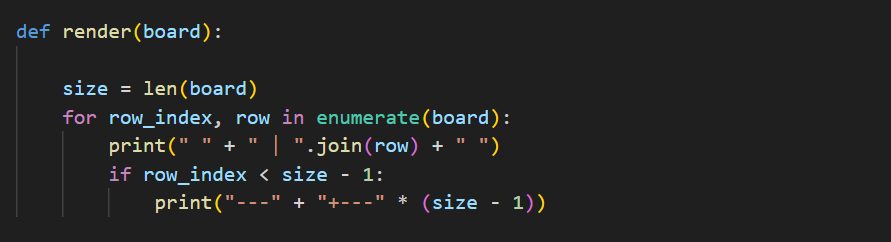 def render(board):
    size = len(board)
    for row_index, row in enumerate(board):
        print(" " + " | ".join(row) + " ")
        if row_index < size - 1:
            print("---" + "+---" * (size - 1))